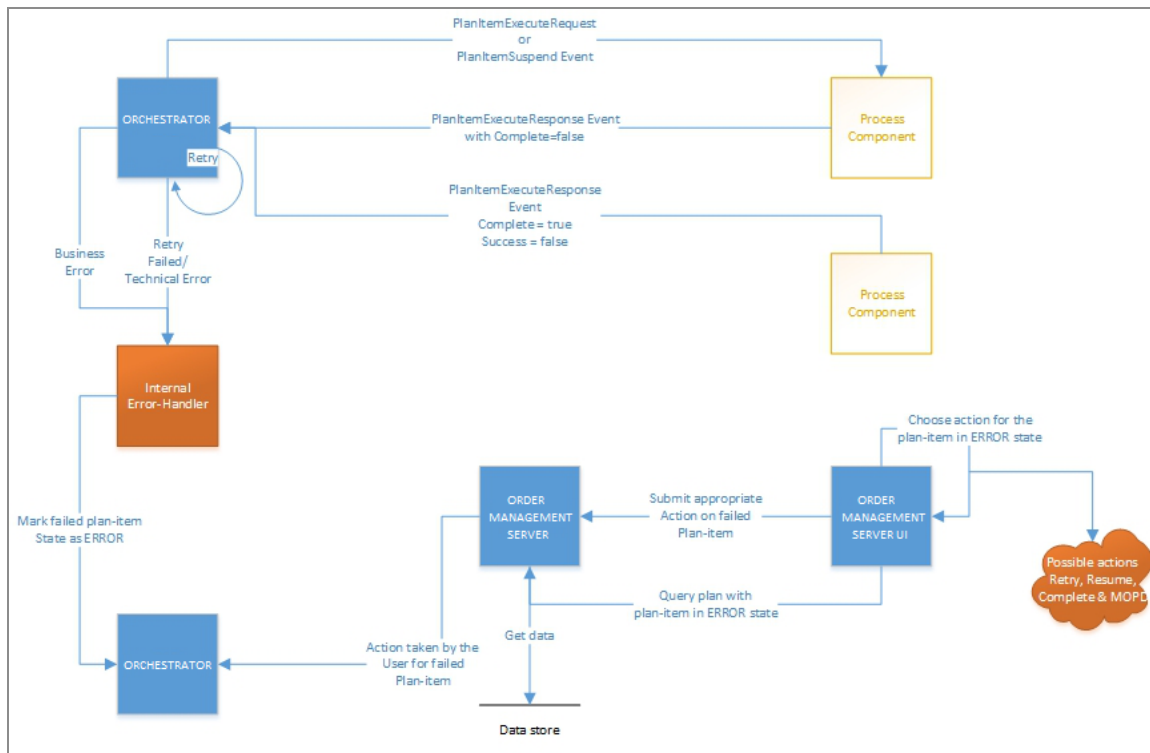 PlanItemExecuteRequest
or
PlanItemSuspend Event
ORCHESTRATOR
Retry
PlanItemExecuteResponse Event
with Complete=false
Process
Component
PlanItemExecuteResponse
Event
Complete = true
Success = false
Business
Error
Retry
Failed/
Technical Error
Process
Component
Internal
Error-Handler
Choose action for the
plan-item in ERROR state
Mark failed plan-item
State as ERROR
ORDER
MANAGEMENT
SERVER
Submit appropriate
Action on failed
Plan-item
ORDER
MANAGEMENT
SERVER UI
Possible actions
Retry, Resume,
Complete & MOPD
Query plan with
plan-item in ERROR state
Get data
Action taken by the
User for failed
Plan-item
ORCHESTRATOR
Data store